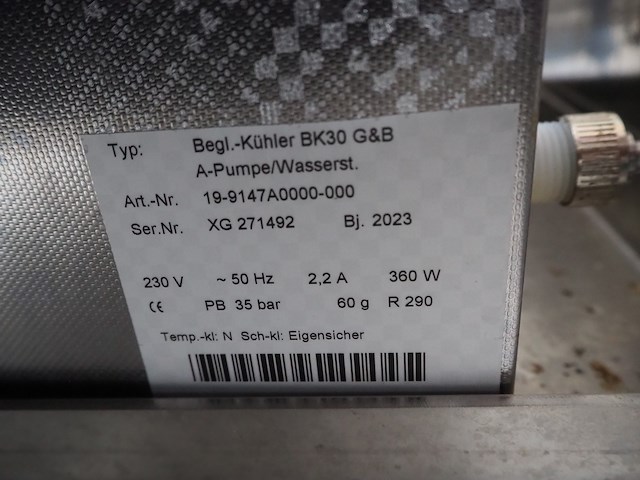 Typ: Begl.-Kühler BK30 G&B
A-Pumpe/Wasserst.
Art.-Nr. 19-9147A0000-000
Ser.Nr. XG 271492 Bj. 2023
230 V ~ 50 Hz 2,2 A 360 W
CE PB 35 bar 60 g R 290
Temp.-kl: N Sch-kl: Eigensicher